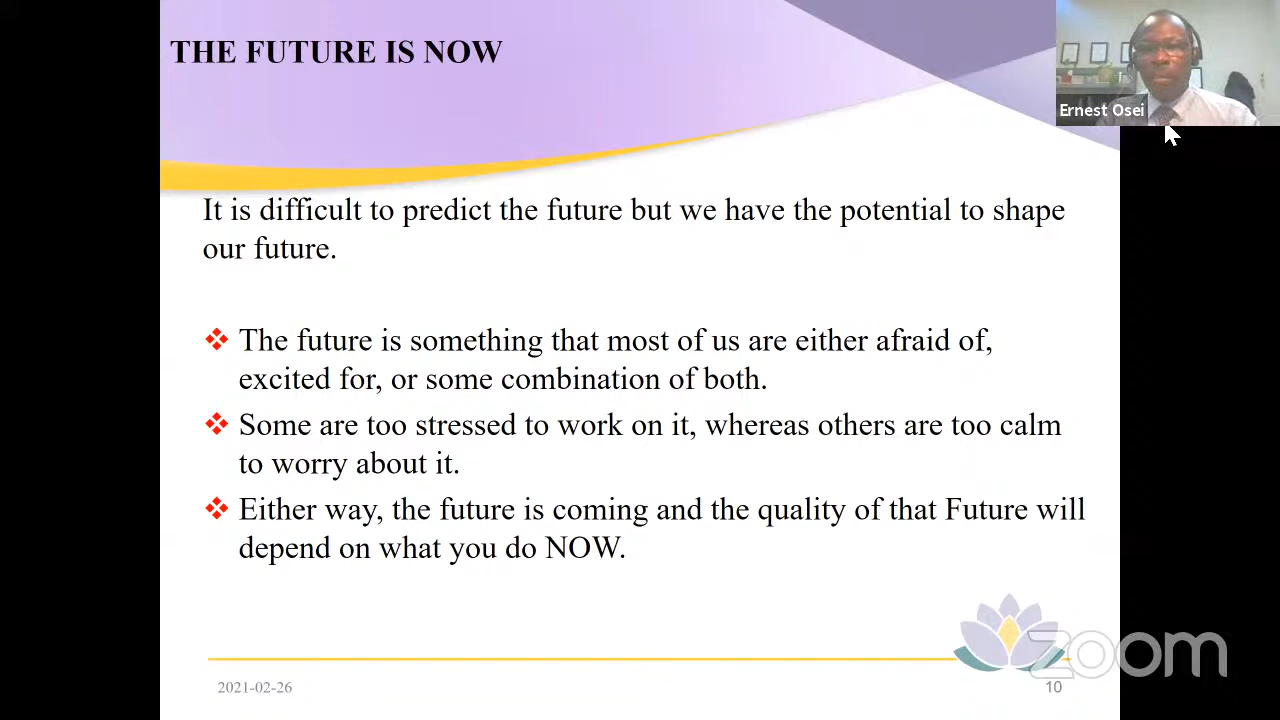 THE FUTURE IS NOW
Ernest Osei
It is difficult to predict the future but we have the potential to shape
our future.
The future is something that most of us are either afraid of,
excited for, or some combination of both.
Some are too stressed to work on it, whereas others are too calm
to worry about it.
Either way, the future is coming and the quality of that Future will
depend on what you do NOW.
zoom
2021-02-26
10